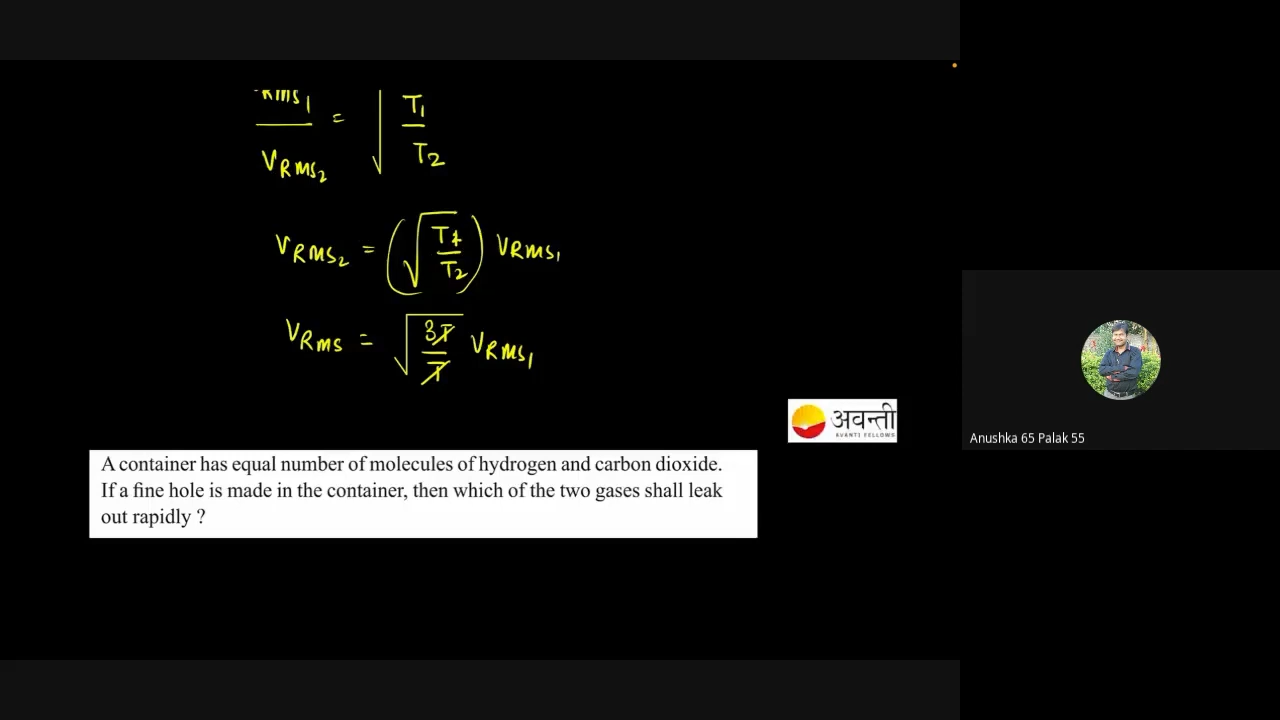 VRMS1 / VRMS2 = √ T1 / T2
VRMS2 = (√ T1 / T2) VRMS1
VRMS = √ 3T / T VRMS1
अवन्ती
AVANTI FELLOWS
A container has equal number of molecules of hydrogen and carbon dioxide.
If a fine hole is made in the container, then which of the two gases shall leak
out rapidly ?
Anushka 65 Palak 55